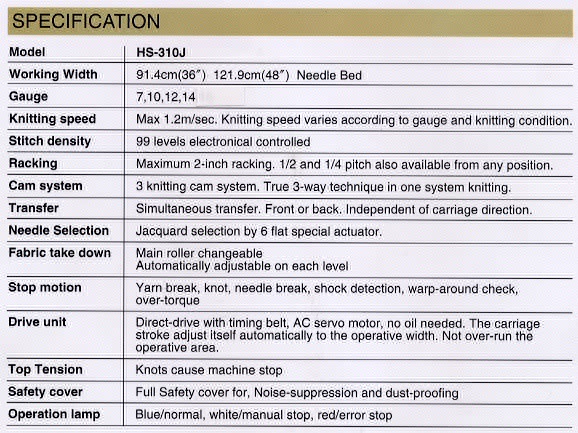 SPECIFICATION
Model HS-310J
Working Width 91.4cm(36″) 121.9cm(48″) Needle Bed
Gauge 7,10,12,14
Knitting speed Max 1.2m/sec. Knitting speed varies according to gauge and knitting condition.
Stitch density 99 levels electronical controlled
Racking Maximum 2-inch racking. 1/2 and 1/4 pitch also available from any position.
Cam system 3 knitting cam system. True 3-way technique in one system knitting.
Transfer Simultaneous transfer. Front or back. Independent of carriage direction.
Needle Selection Jacquard selection by 6 flat special actuator.
Fabric take down Main roller changeable
Automatically adjustable on each level
Stop motion Yarn break, knot, needle break, shock detection, warp-around check,
over-torque
Drive unit Direct-drive with timing belt, AC servo motor, no oil needed. The carriage
stroke adjust itself automatically to the operative width. Not over-run the
operative area.
Top Tension Knots cause machine stop
Safety cover Full Safety cover for, Noise-suppression and dust-proofing
Operation lamp Blue/normal, white/manual stop, red/error stop